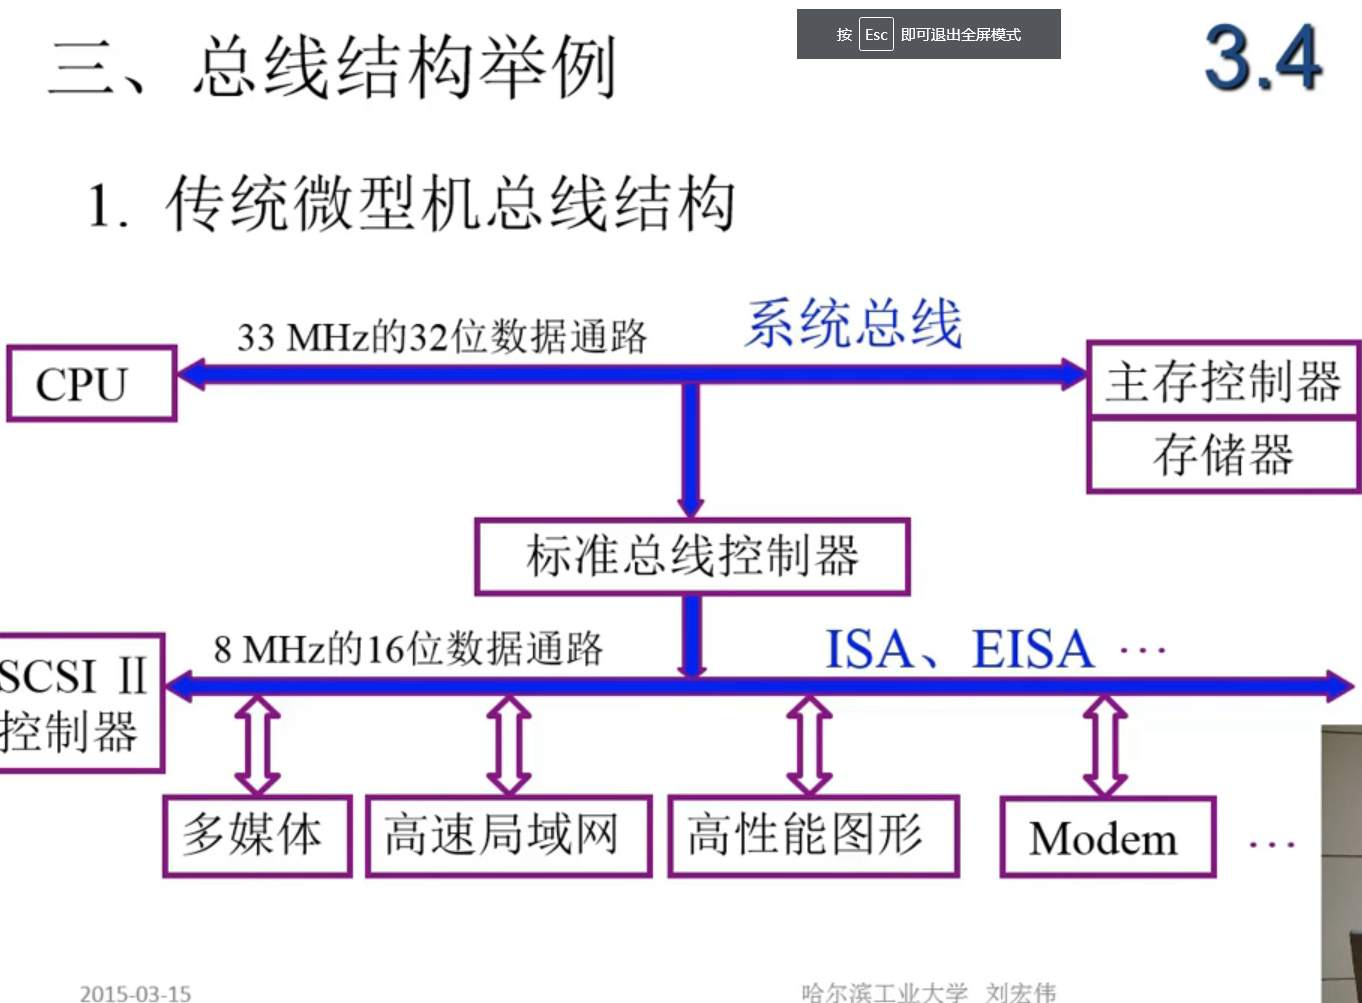 按 Esc 即可退出全屏模式
三、总线结构举例
3.4
1. 传统微型机总线结构
33 MHz的32位数据通路
系统总线
CPU
主存控制器
存储器
标准总线控制器
8 MHz的16位数据通路
ISA、EISA ···
SCSI Ⅱ
控制器
多媒体
高速局域网
高性能图形
Modem
···
2015-03-15
哈尔滨工业大学 刘宏伟